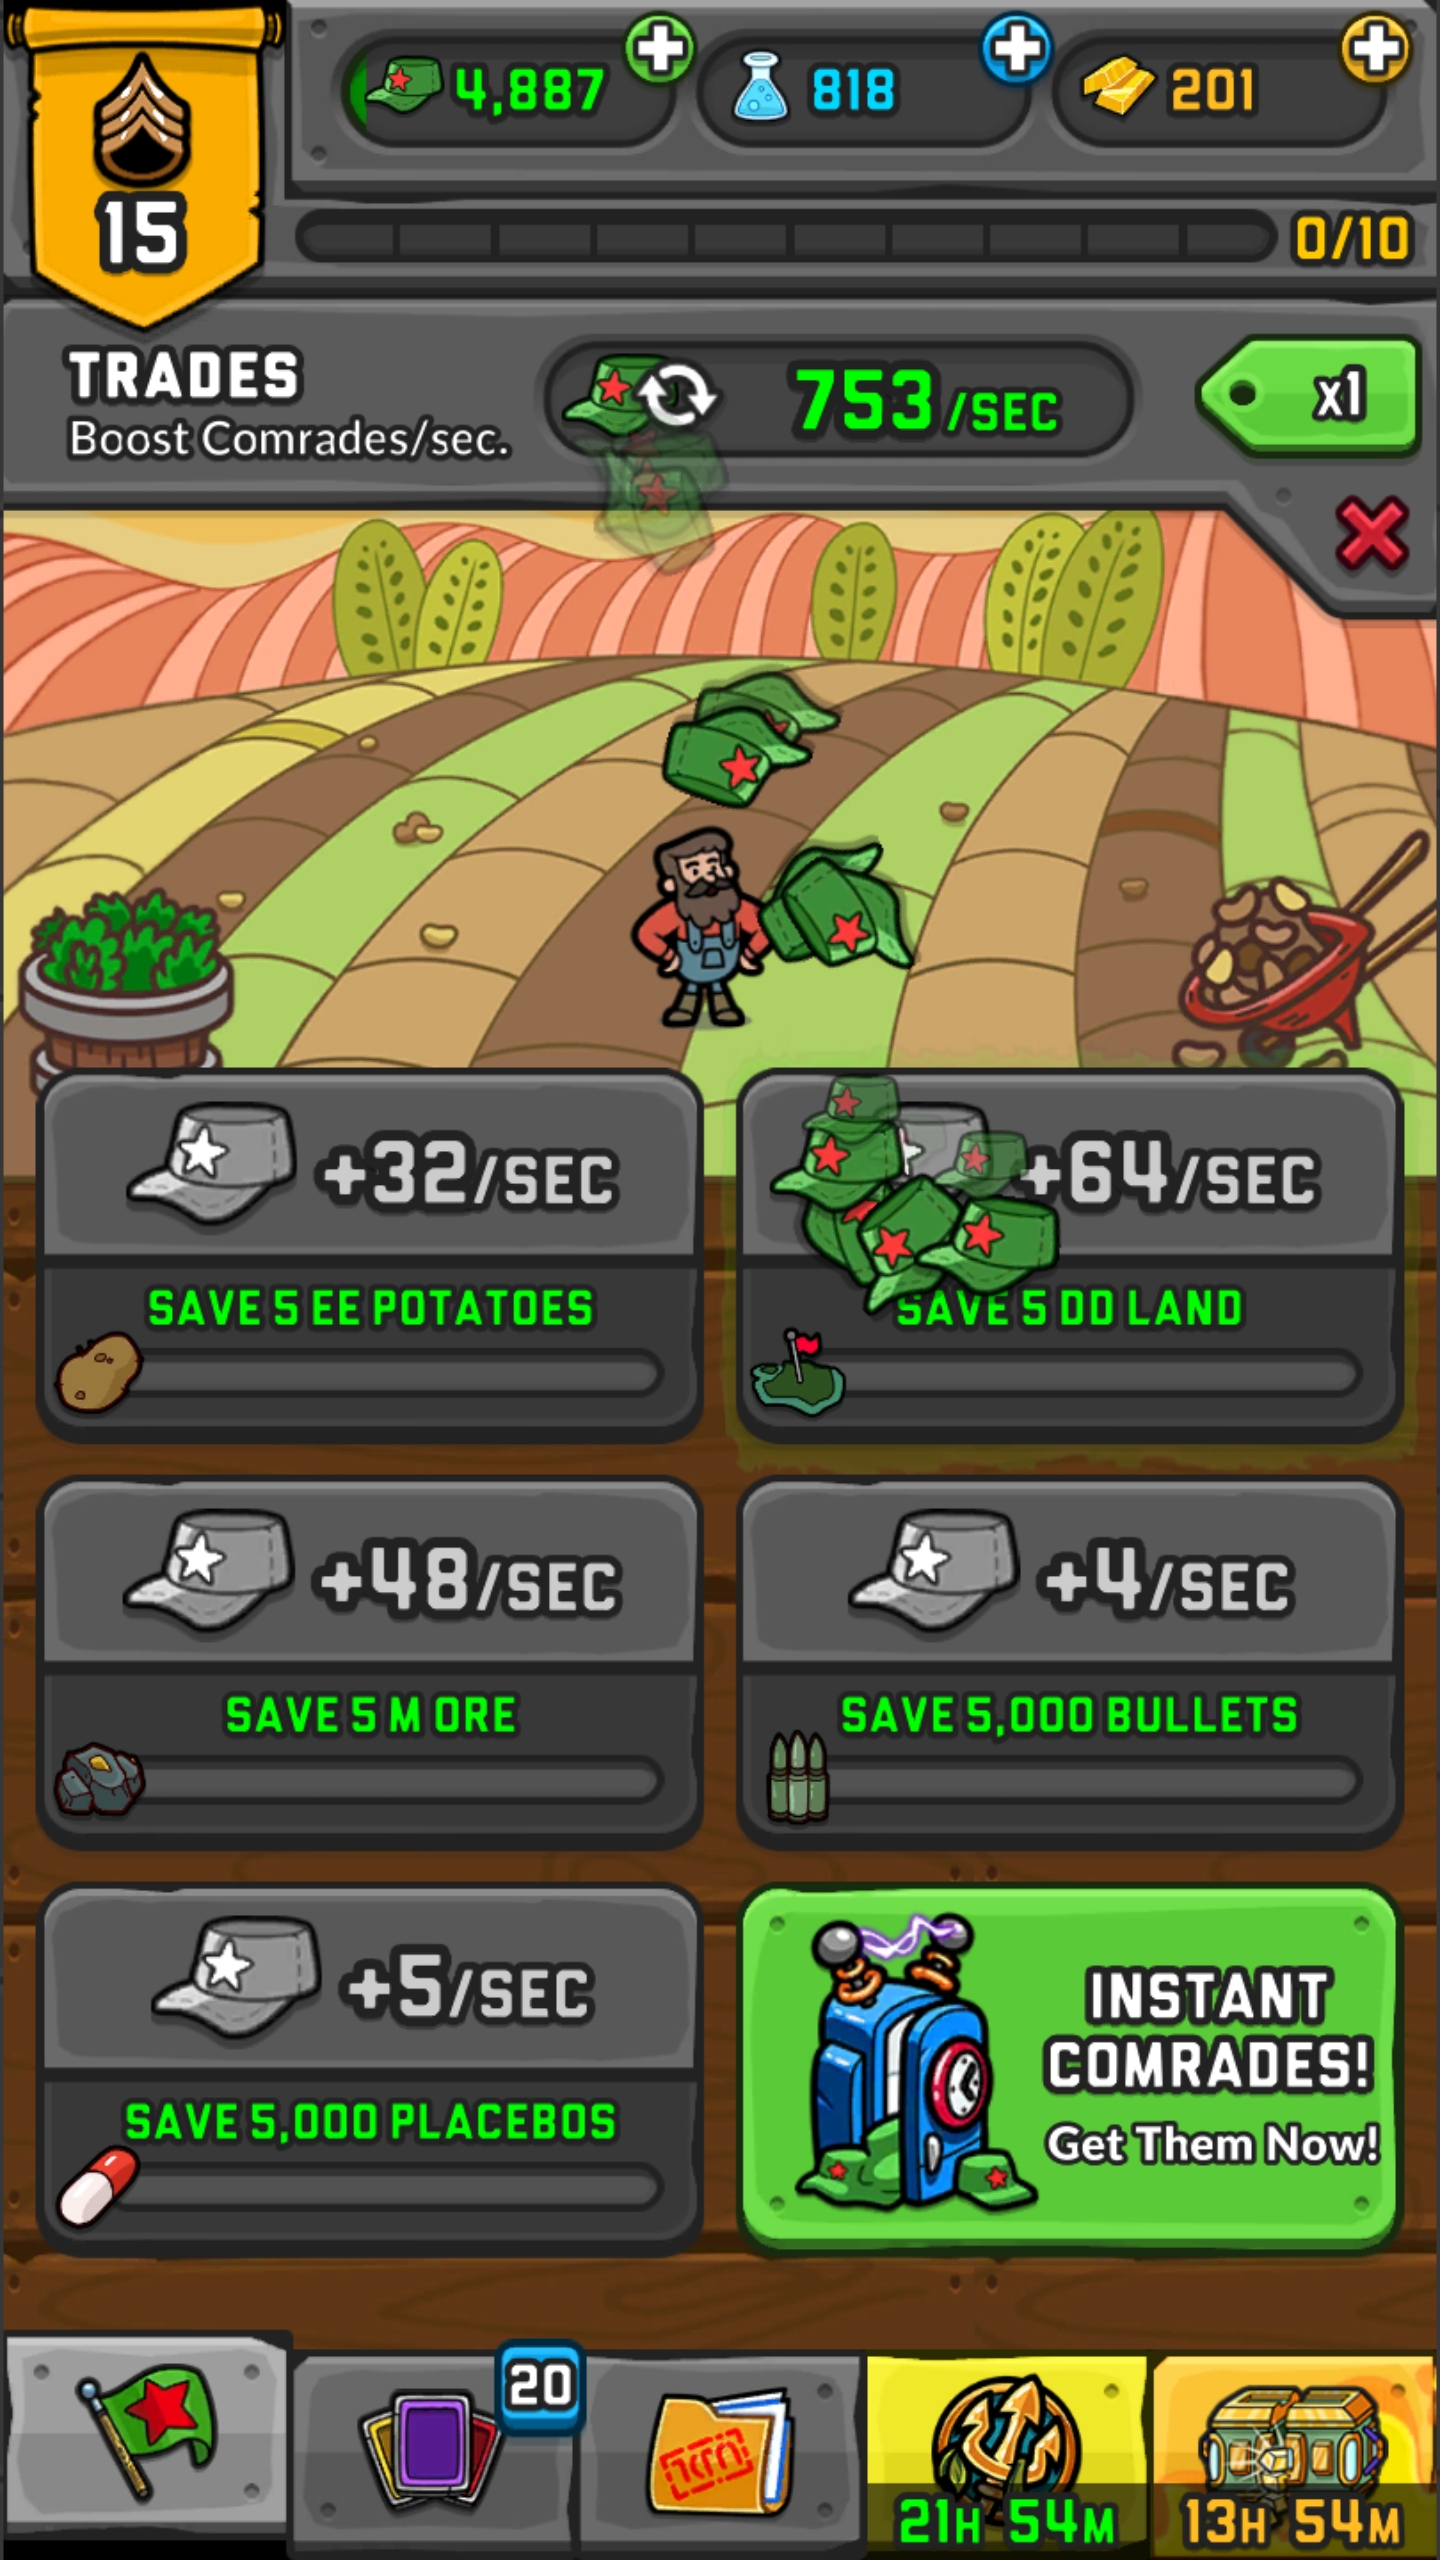 4,887
818
201
15
0/10
TRADES
Boost Comrades/sec.
753/SEC
x1
+32/SEC
+64/SEC
SAVE 5 EE POTATOES
SAVE 5 DD LAND
+48/SEC
+4/SEC
SAVE 5 M ORE
SAVE 5,000 BULLETS
+5/SEC
SAVE 5,000 PLACEBOS
INSTANT
COMRADES!
Get Them Now!
20
21H 54M
13H 54M